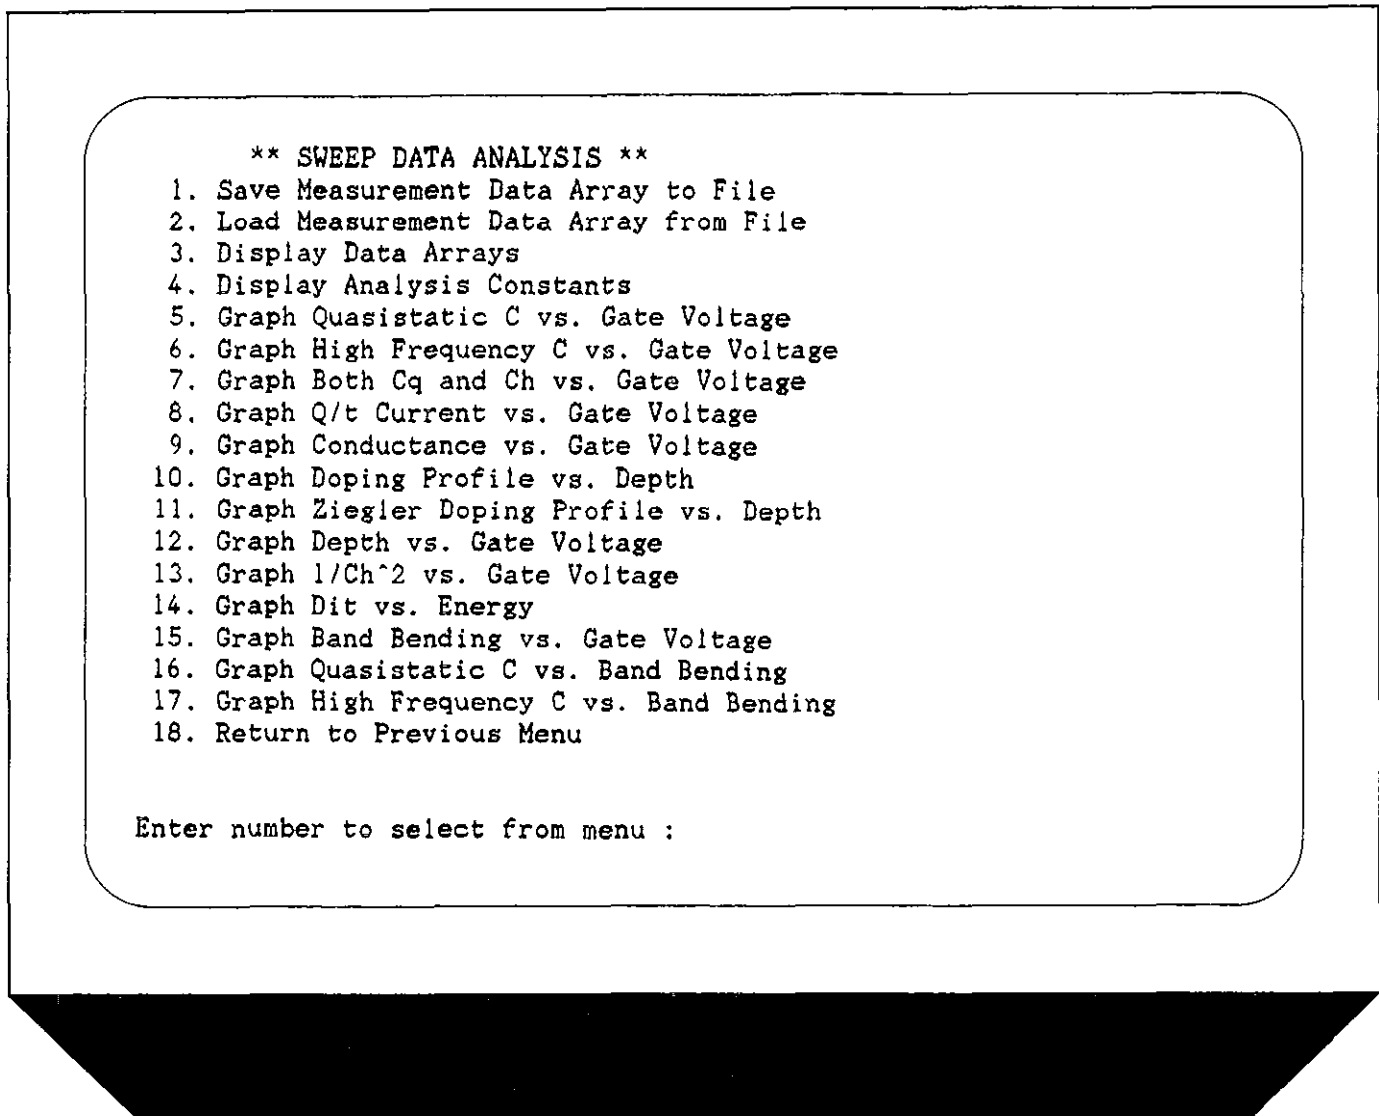 ** SWEEP DATA ANALYSIS **
1. Save Measurement Data Array to File
2. Load Measurement Data Array from File
3. Display Data Arrays
4. Display Analysis Constants
5. Graph Quasistatic C vs. Gate Voltage
6. Graph High Frequency C vs. Gate Voltage
7. Graph Both Cq and Ch vs. Gate Voltage
8. Graph Q/t Current vs. Gate Voltage
9. Graph Conductance vs. Gate Voltage
10. Graph Doping Profile vs. Depth
11. Graph Ziegler Doping Profile vs. Depth
12. Graph Depth vs. Gate Voltage
13. Graph 1/Ch^2 vs. Gate Voltage
14. Graph Dit vs. Energy
15. Graph Band Bending vs. Gate Voltage
16. Graph Quasistatic C vs. Band Bending
17. Graph High Frequency C vs. Band Bending
18. Return to Previous Menu
Enter number to select from menu :